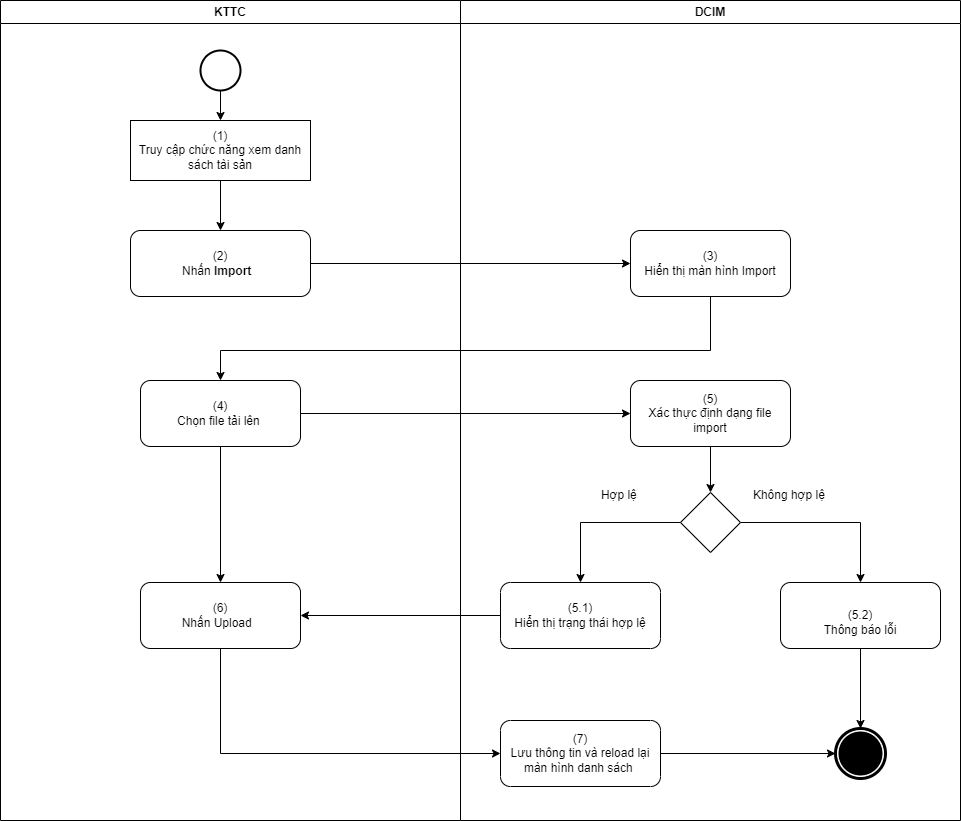 KTTC
DCIM
(1)
Truy cập chức năng xem danh
sách tài sản
(2)
Nhấn Import
(3)
Hiển thị màn hình Import
(4)
Chọn file tải lên
(5)
Xác thực định dạng file
import
Hợp lệ
Không hợp lệ
(6)
Nhấn Upload
(5.1)
Hiển thị trạng thái hợp lệ
(5.2)
Thông báo lỗi
(7)
Lưu thông tin và reload lại
màn hình danh sách